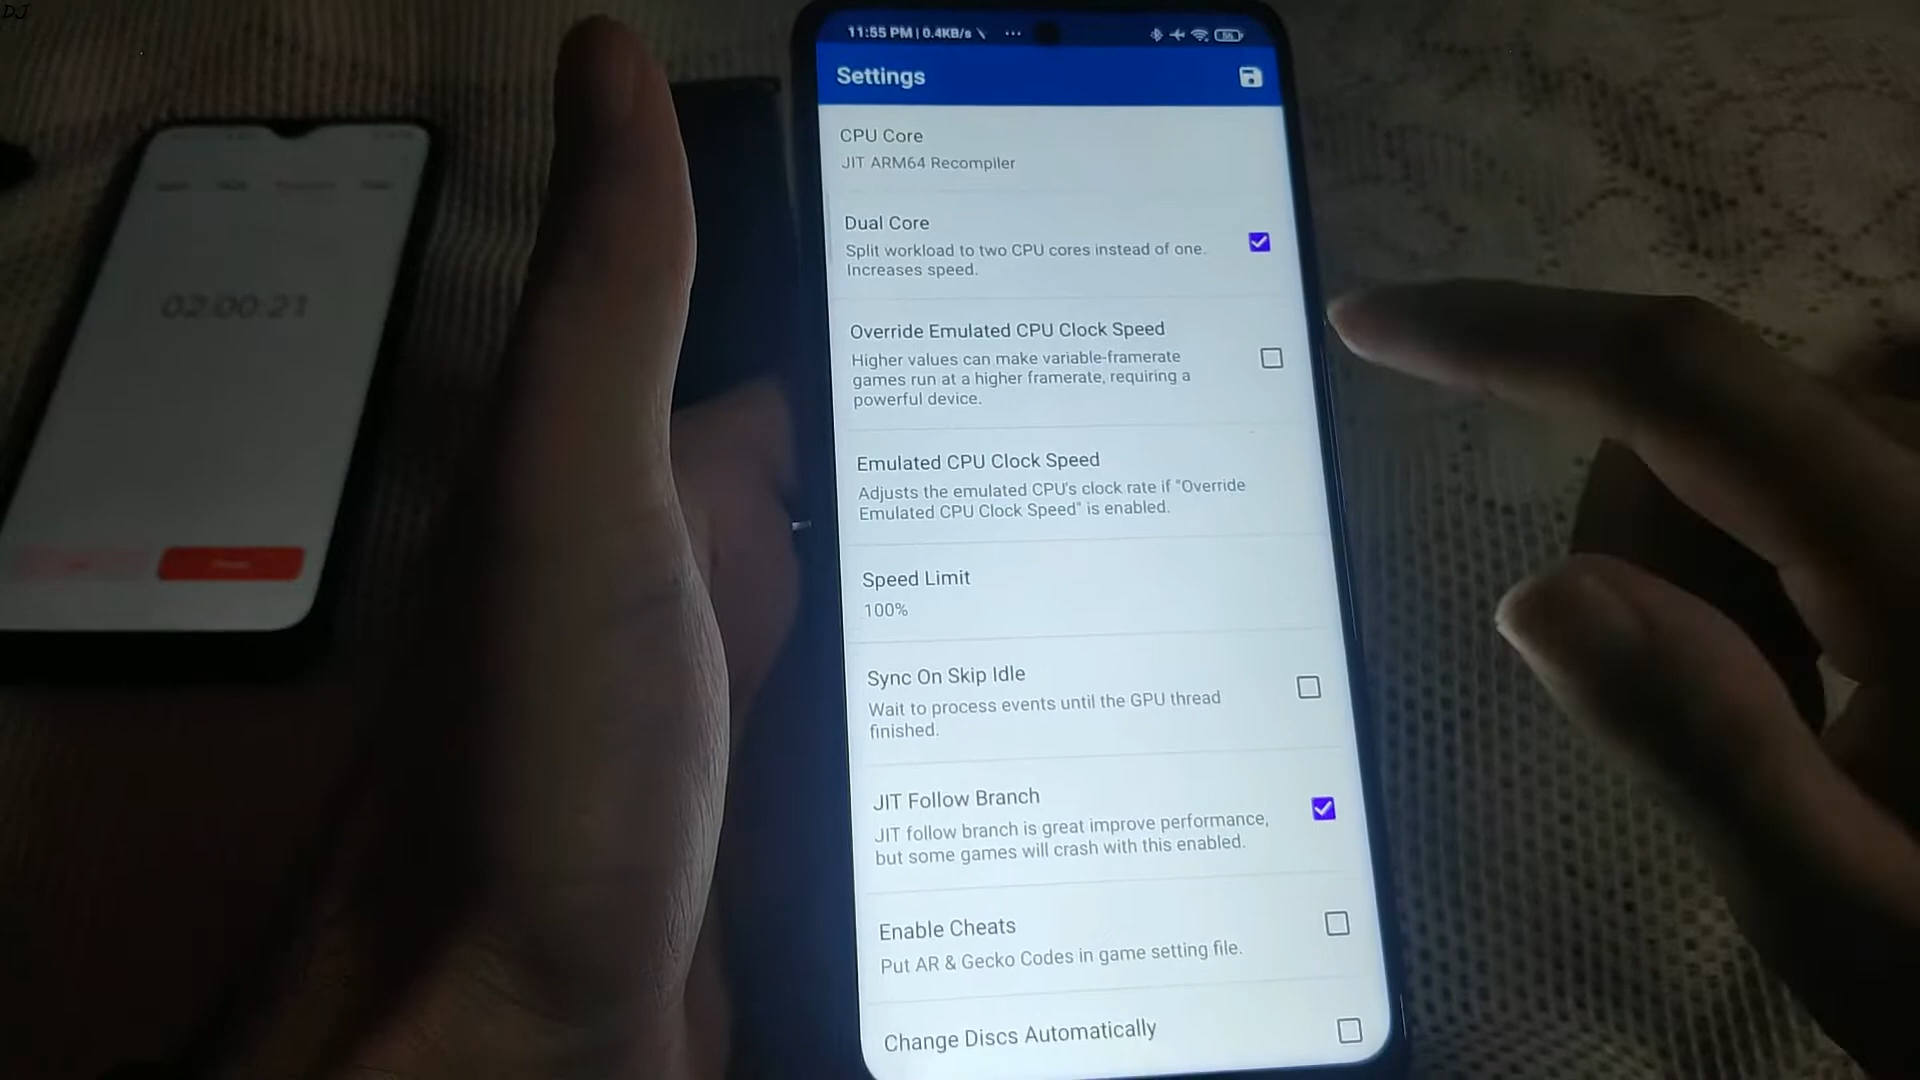 DJ
11:55 PM | 0.4KB/s
55
Settings
CPU Core
JIT ARM64 Recompiler
Dual Core
Split workload to two CPU cores instead of one.
Increases speed.
Override Emulated CPU Clock Speed
Higher values can make variable-framerate
games run at a higher framerate, requiring a
powerful device.
Emulated CPU Clock Speed
Adjusts the emulated CPU's clock rate if "Override
Emulated CPU Clock Speed" is enabled.
Speed Limit
100%
Sync On Skip Idle
Wait to process events until the GPU thread
finished.
JIT Follow Branch
JIT follow branch is great improve performance,
but some games will crash with this enabled.
Enable Cheats
Put AR & Gecko Codes in game setting file.
Change Discs Automatically
02:00:21